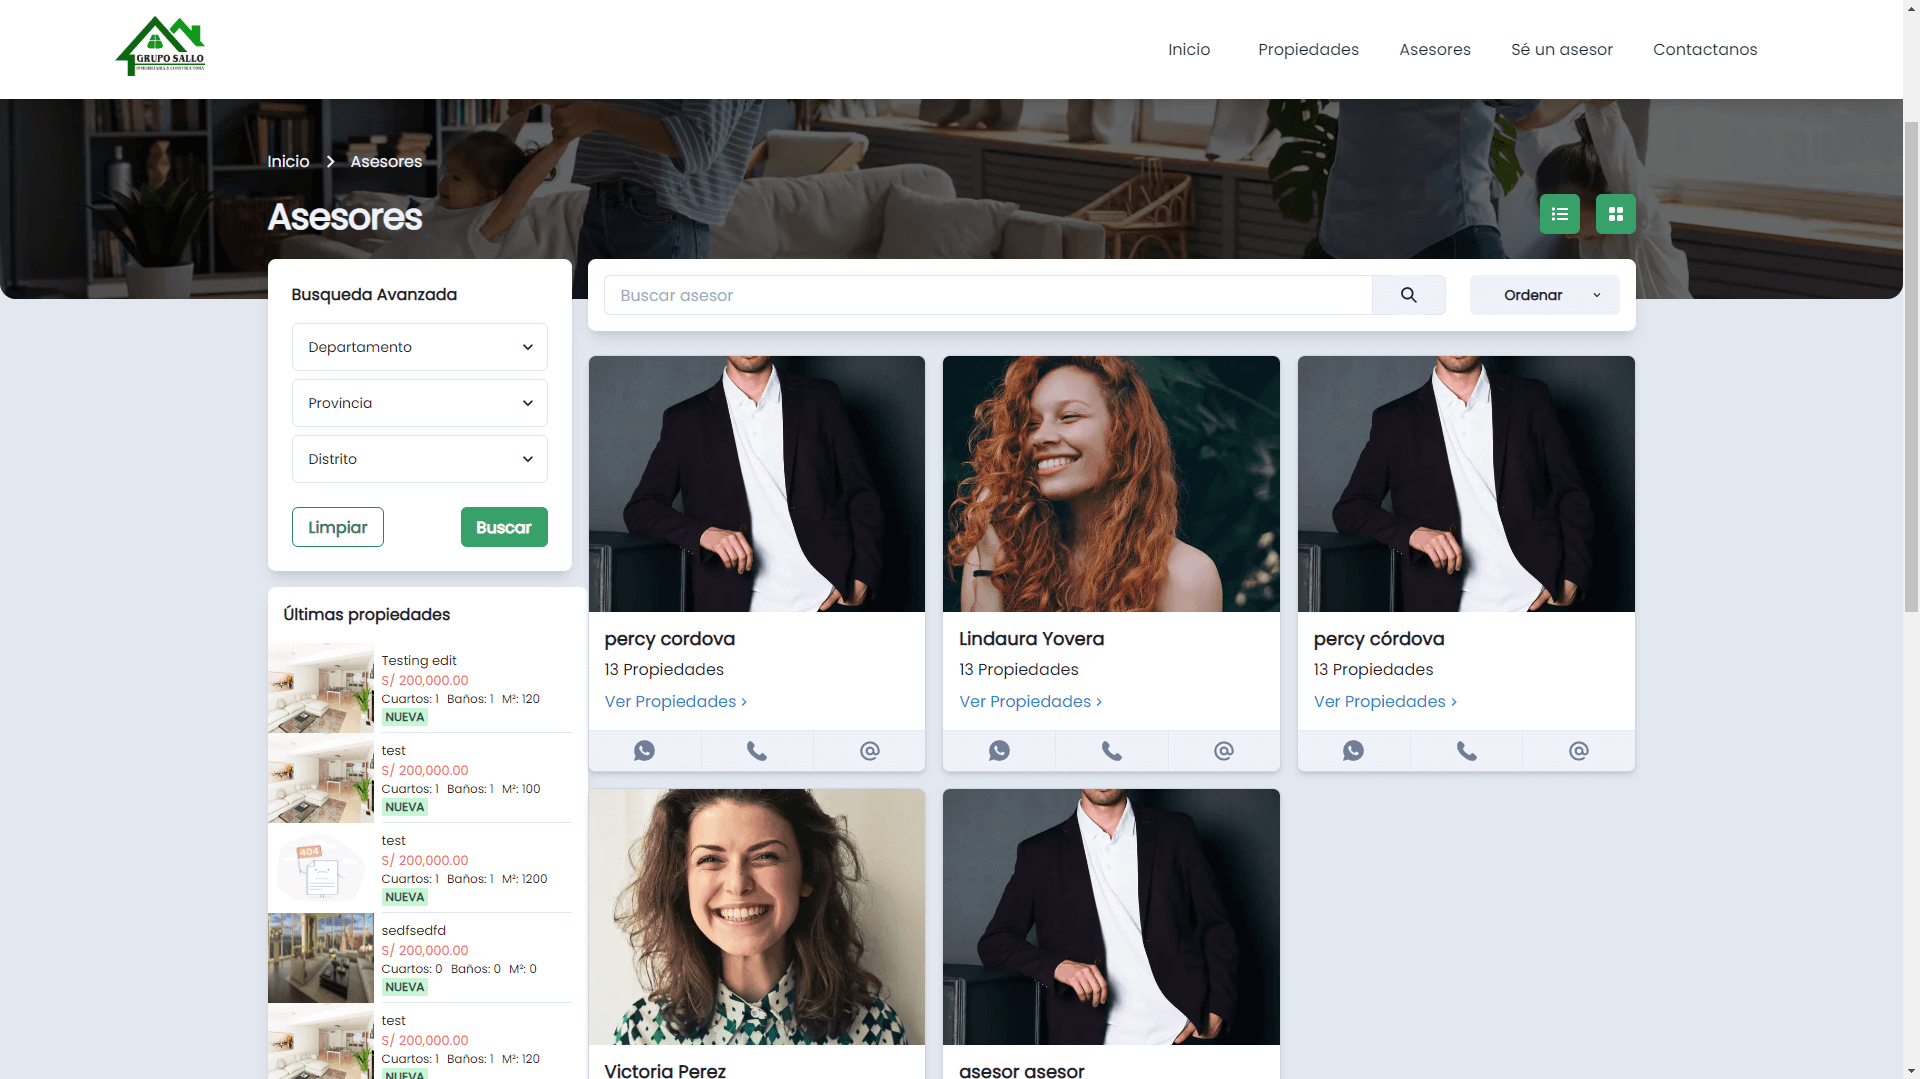 GRUPO SALLO
INMOBILIARIA & CONSTRUCTORA
Inicio
Propiedades
Asesores
Sé un asesor
Contactanos
Inicio
Asesores
Asesores
Busqueda Avanzada
Departamento
Provincia
Distrito
Limpiar
Buscar
Buscar asesor
Ordenar
Últimas propiedades
Testing edit
S/ 200,000.00
Cuartos: 1 Baños: 1 M²: 120
NUEVA
test
S/ 200,000.00
Cuartos: 1 Baños: 1 M²: 100
NUEVA
404
test
S/ 200,000.00
Cuartos: 1 Baños: 1 M²: 1200
NUEVA
sedfsedfd
S/ 200,000.00
Cuartos: 0 Baños: 0 M²: 0
NUEVA
test
S/ 200,000.00
Cuartos: 1 Baños: 1 M²: 120
NUEVA
percy cordova
13 Propiedades
Ver Propiedades
Lindaura Yovera
13 Propiedades
Ver Propiedades
percy córdova
13 Propiedades
Ver Propiedades
Victoria Perez
asesor asesor